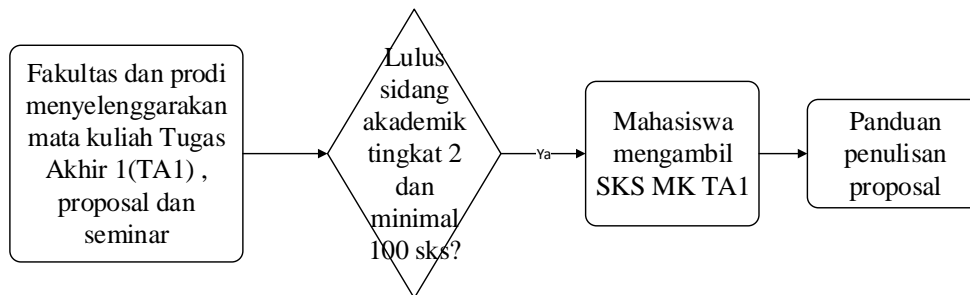 Fakultas dan prodi
menyelenggarakan
mata kuliah Tugas
Akhir 1(TA1) ,
proposal dan
seminar
Lulus
sidang
akademik
tingkat 2
dan
minimal
100 sks?
Ya
Mahasiswa
mengambil
SKS MK TA1
Panduan
penulisan
proposal